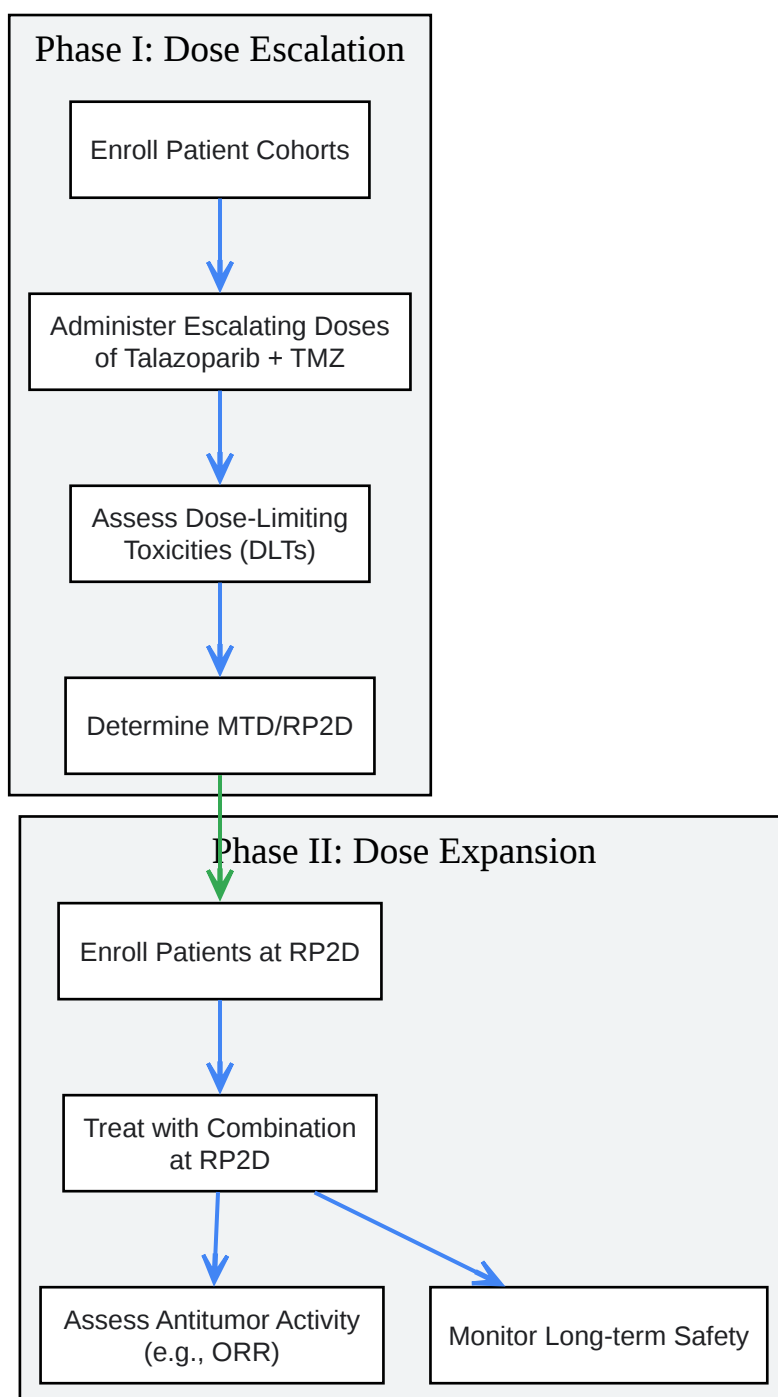 Phase I: Dose Escalation
Enroll Patient Cohorts
Administer Escalating Doses
of Talazoparib + TMZ
Assess Dose-Limiting
Toxicities (DLTs)
Determine MTD/RP2D
Phase II: Dose Expansion
Enroll Patients at RP2D
Treat with Combination
at RP2D
Assess Antitumor Activity
(e.g., ORR)
Monitor Long-term Safety